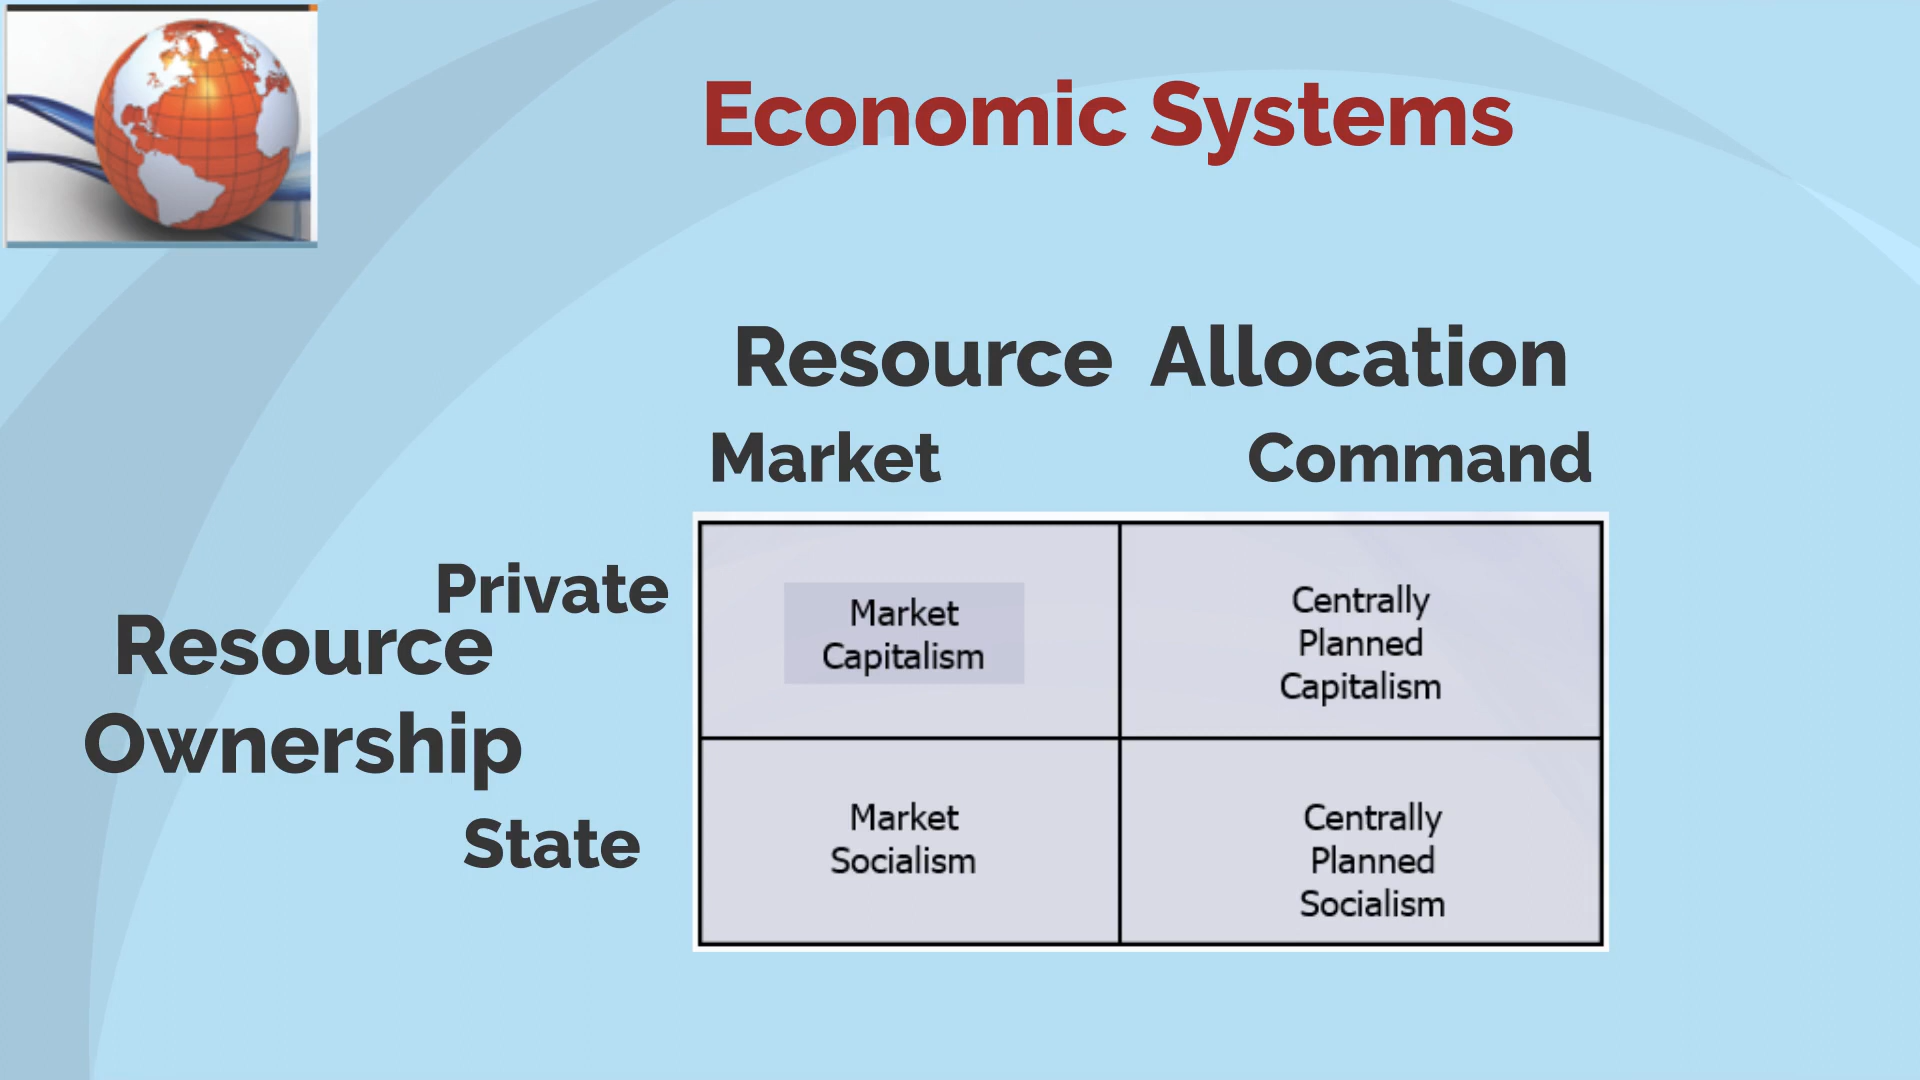 Economic Systems
Resource Allocation
Market Command
Private
Resource
Ownership
State
Market
Capitalism
Centrally
Planned
Capitalism
Market
Socialism
Centrally
Planned
Socialism